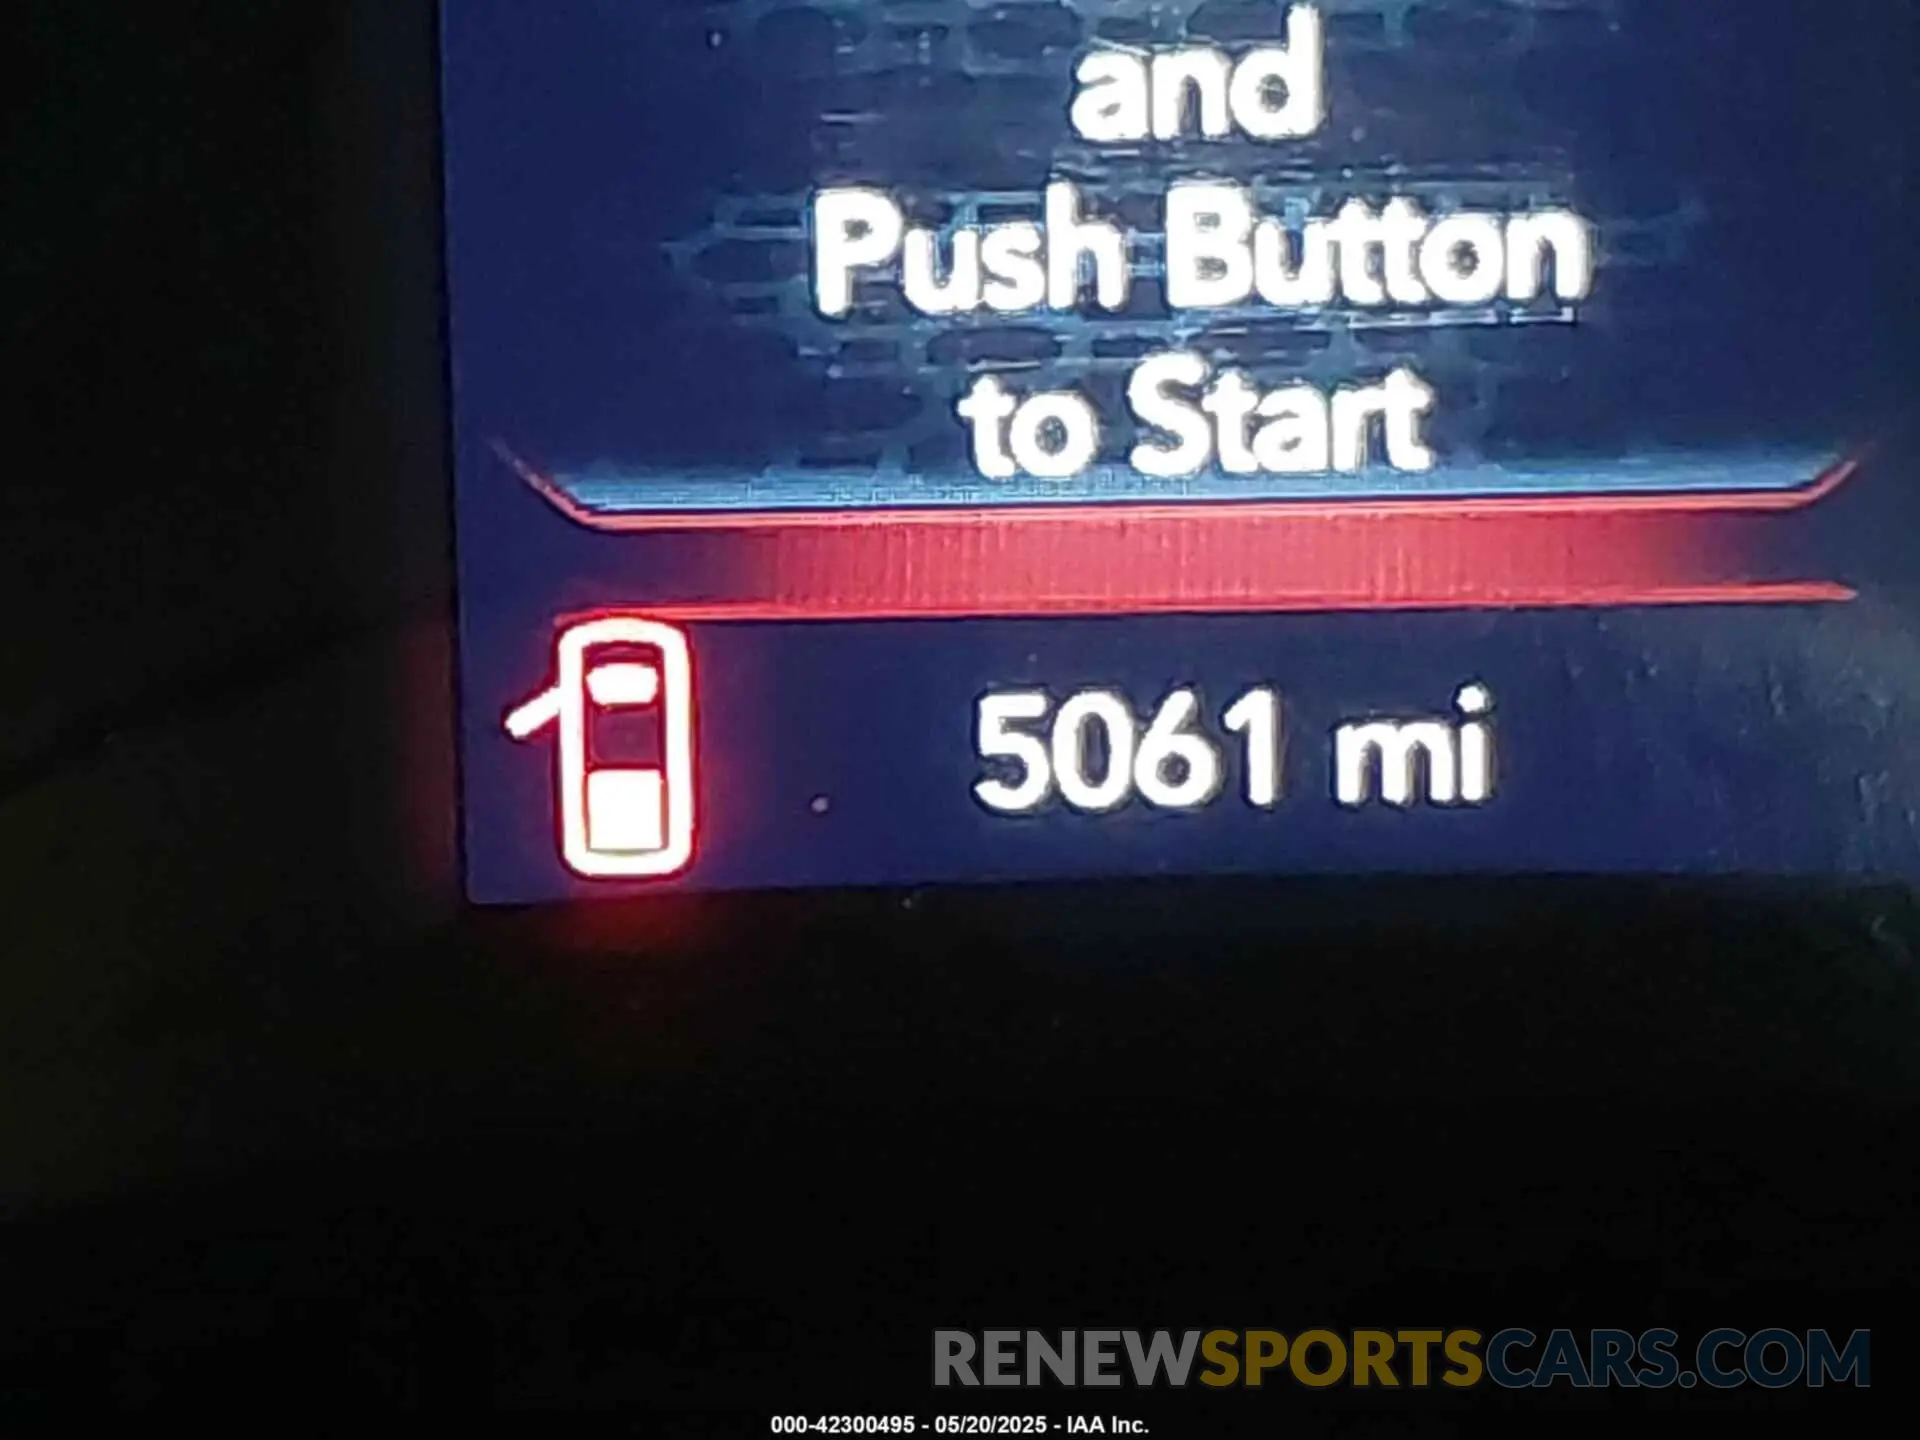 and
Push Button
to Start
5061 mi
RENEWSPORTSCARS.COM
000-42300495 - 05/20/2025 - IAA Inc.